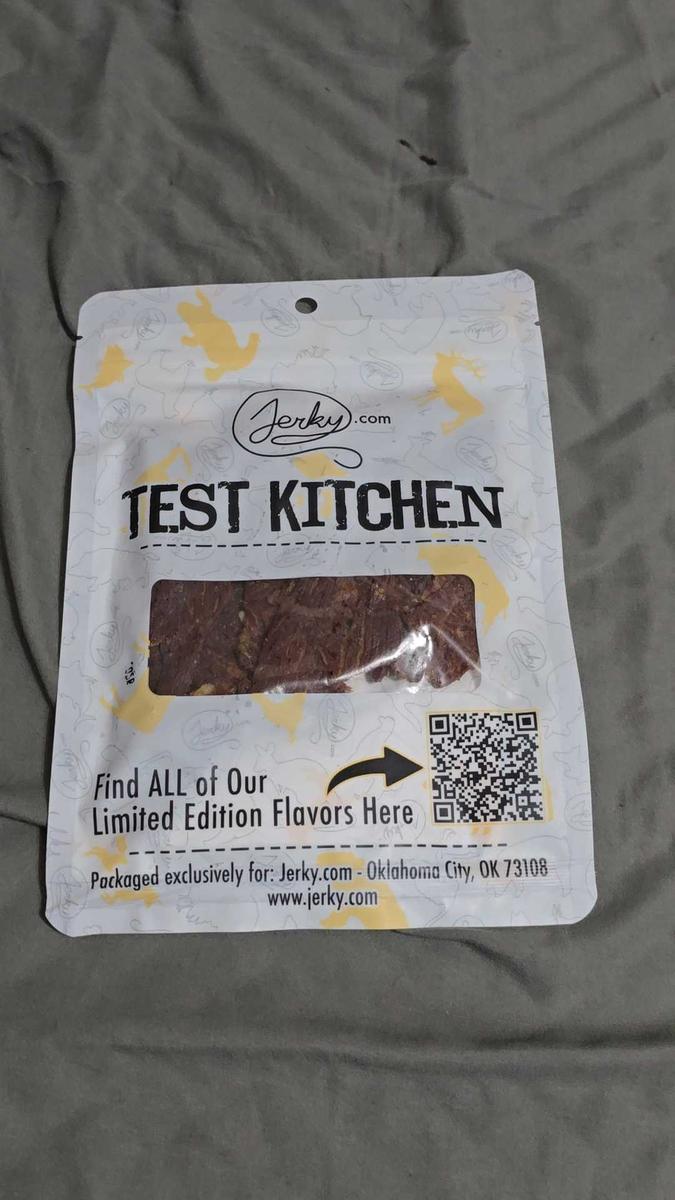 Jerky.com
TEST KITCHEN
Find ALL of Our
Limited Edition Flavors Here
Packaged exclusively for: Jerky.com - Oklahoma City, OK 73108
www.jerky.com